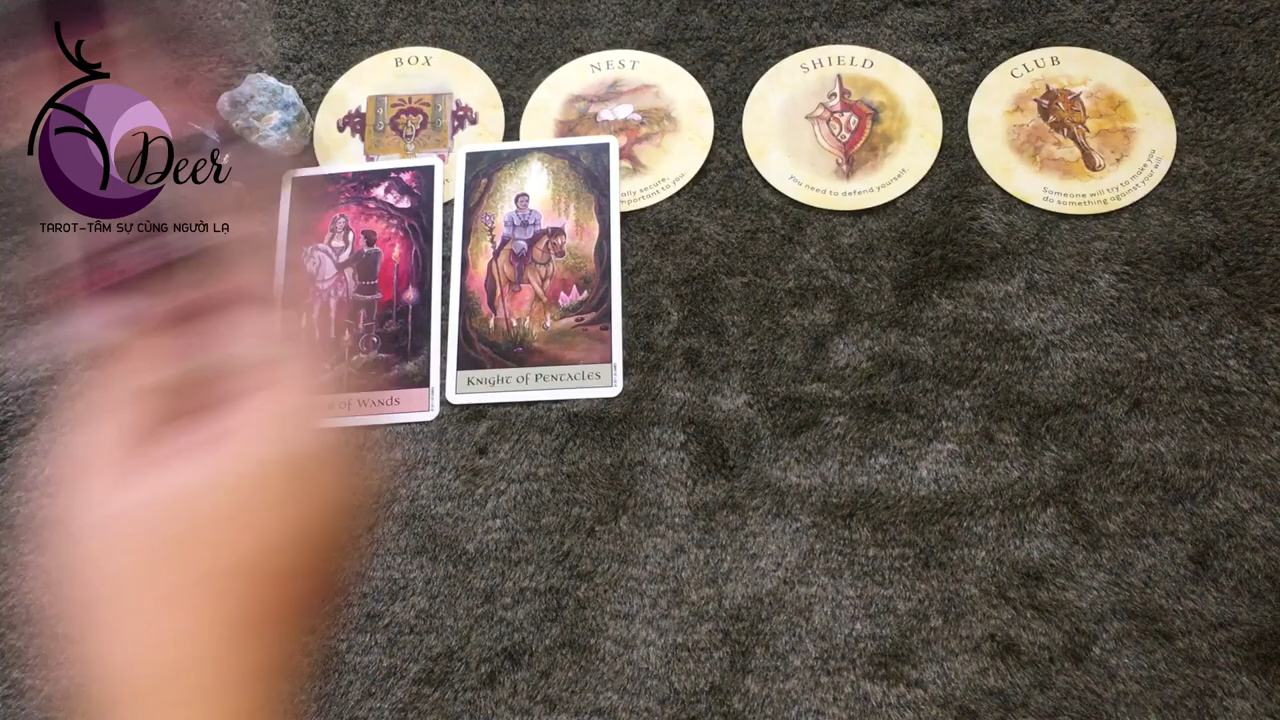 Deer
TAROT-TÂM SỰ CÙNG NGƯỜI LẠ
BOX
NEST
ally secure,
mportant to you.
SHIELD
You need to defend yourself.
CLUB
Someone will try to make you
do something against your will.
of WANDS
KNIGHT of PENTACLES